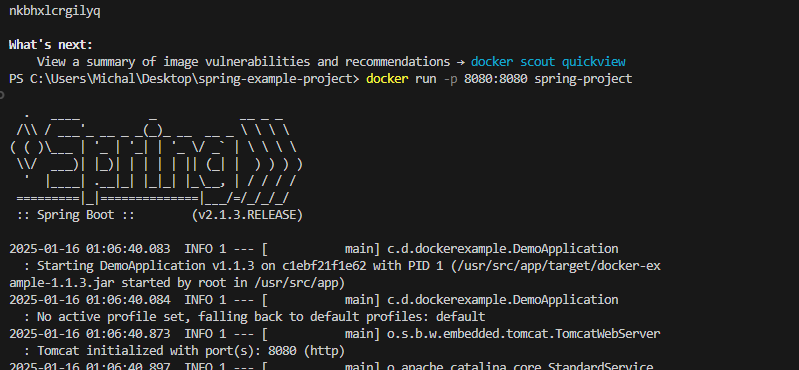 nkbhxlcrgilyq
What's next:
    View a summary of image vulnerabilities and recommendations → docker scout quickview
PS C:\Users\Michal\Desktop\spring-example-project> docker run -p 8080:8080 spring-project
  .   ____          _            __ _ _
 /\\ / ___'_ __ _ _(_)_ __  __ _ \ \ \ \
( ( )\___ | '_ | '_| | '_ \/ _` | \ \ \ \
 \\/  ___)| |_)| | | | | || (_| |  ) ) ) )
  '  |____| .__|_| |_|_| |_\__, | / / / /
 =========|_|==============|___/=/_/_/_/
 :: Spring Boot ::        (v2.1.3.RELEASE)
2025-01-16 01:06:40.083  INFO 1 --- [           main] c.d.dockerexample.DemoApplication
  : Starting DemoApplication v1.1.3 on c1ebf21f1e62 with PID 1 (/usr/src/app/target/docker-ex
ample-1.1.3.jar started by root in /usr/src/app)
2025-01-16 01:06:40.084  INFO 1 --- [           main] c.d.dockerexample.DemoApplication
  : No active profile set, falling back to default profiles: default
2025-01-16 01:06:40.873  INFO 1 --- [           main] o.s.b.w.embedded.tomcat.TomcatWebServer
  : Tomcat initialized with port(s): 8080 (http)
2025-01-16 01:06:40.897  INFO 1 --- [           main] o.apache.catalina.core.StandardService